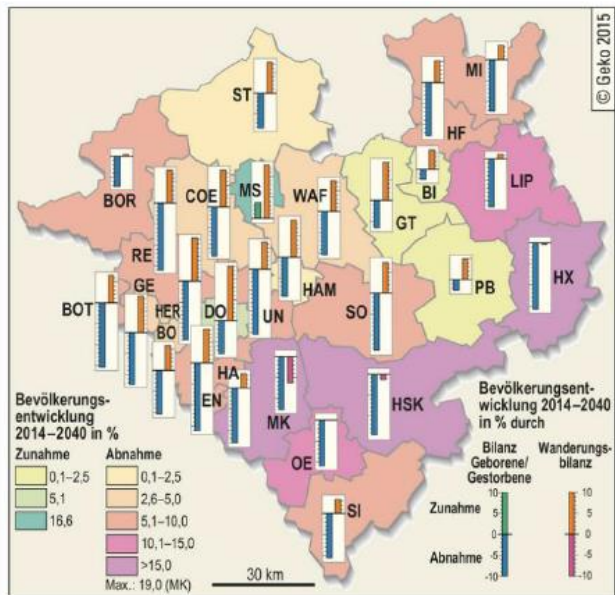 © Geko 2015
ST
MI
HF
BOR
COE
MS
WAF
BI
LIP
GT
RE
GE
HAM
PB
HX
BOT
HER
DO
UN
SO
BO
HA
EN
MK
HSK
OE
SI
Bevölkerungs-
entwicklung
2014–2040 in %
Zunahme
0,1–2,5
5,1
16,6
Abnahme
0,1–2,5
2,6–5,0
5,1–10,0
10,1–15,0
>15,0
Max.: 19,0 (MK)
30 km
Bevölkerungsent-
wicklung 2014–2040
in % durch
Bilanz
Geborene/
Gestorbene
Wanderungs-
bilanz
Zunahme
Abnahme
10
5
0
-5
-10
10
5
0
-5
-10